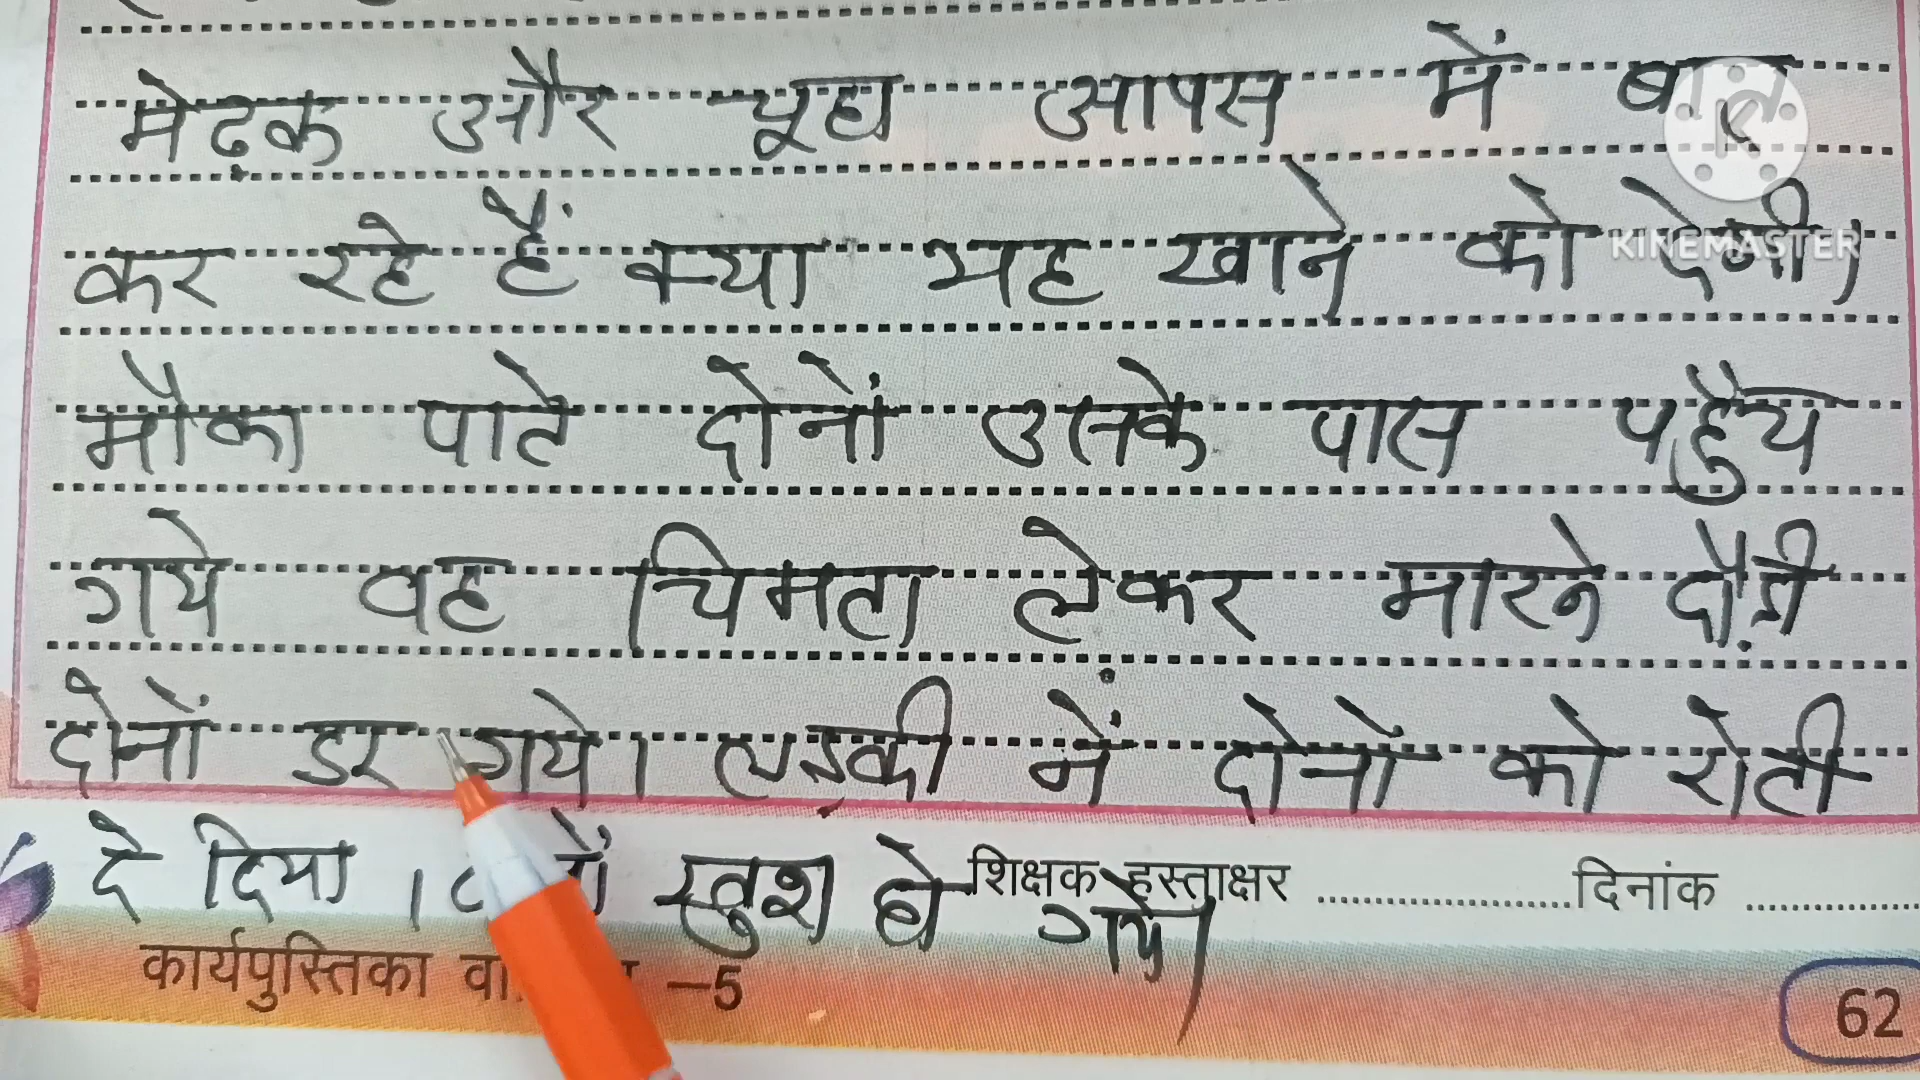 मेढ़क और चूहा आपस में बात
कर रहे हैं क्या यह खाने को देगी।
KINEMASTER
मौका पाते दोनों उसके पास पहुँच
गये वह चिमटा लेकर मारने दौड़ी
दोनों डर गये। लड़की नें दोनों को रोटी
दे दिया । खुश हो गये।
शिक्षक हस्ताक्षर ........................ दिनांक ................
कार्यपुस्तिका –5
62